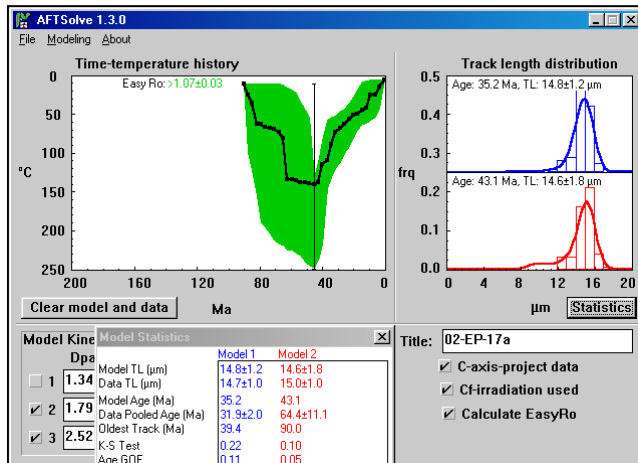 AFTSolve 1.3.0
File Modeling About
Time-temperature history
Easy Ro: >1.07±0.03
°C
0
50
100
150
200
250
200 160 120 80 40 0
Ma
Clear model and data
Track length distribution
Age: 35.2 Ma, TL: 14.8±1.2 µm
0.5
0.4
0.3
frq
Age: 43.1 Ma, TL: 14.6±1.8 µm
0.2
0.1
0.0
0 4 8 12 16 20
µm
Statistics
Model Kine
Dpa
1 1.34
2 1.79
3 2.52
Model Statistics
Model 1 Model 2
Model TL (µm) 14.8±1.2 14.6±1.8
Data TL (µm) 14.7±1.0 15.0±1.0
Model Age (Ma) 35.2 43.1
Data Pooled Age (Ma) 31.9±2.0 64.4±11.1
Oldest Track (Ma) 39.4 90.0
K-S Test 0.22 0.10
Age GOF 0.11 0.05
Title: 02-EP-17a
C-axis-project data
Cf-irradiation used
Calculate EasyRo